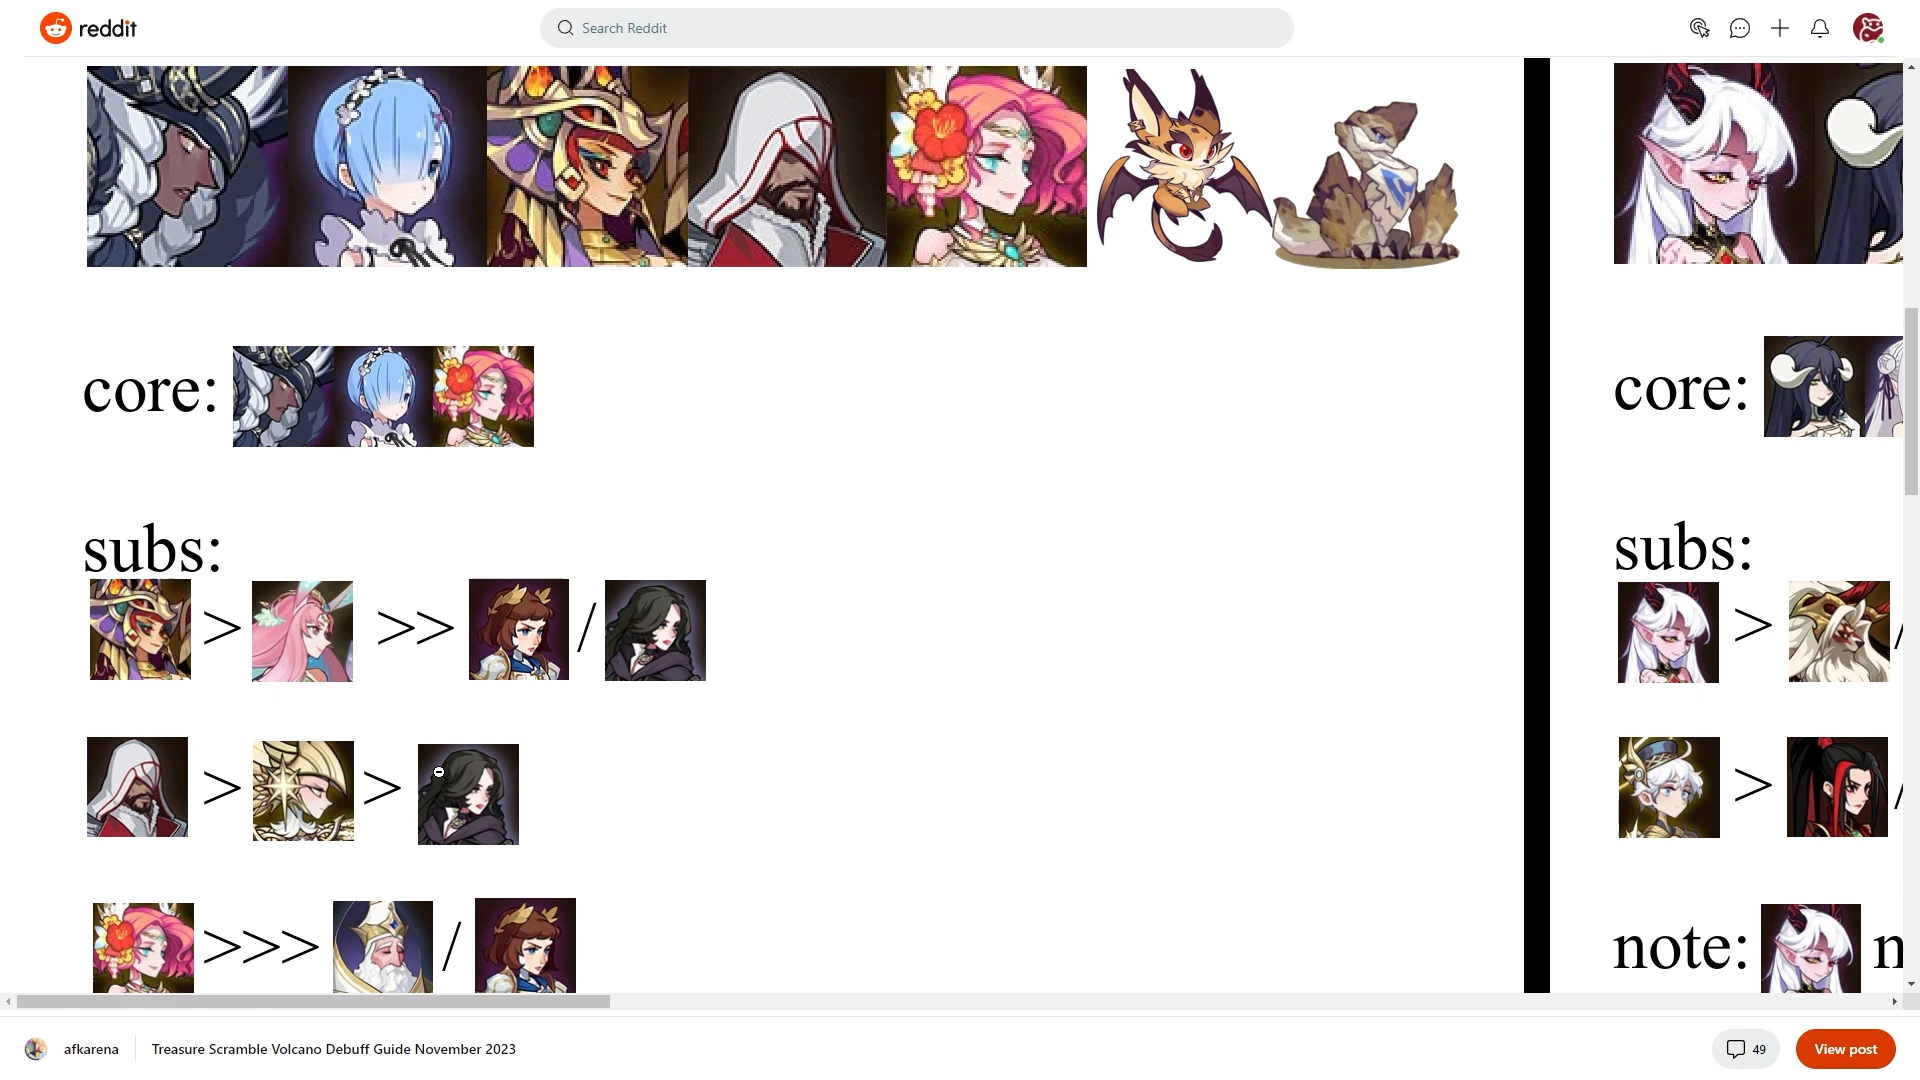 reddit
Search Reddit
core:
core:
subs:
subs:
> >> /
> /
> >
> /
>>> /
note: n
afkarena
Treasure Scramble Volcano Debuff Guide November 2023
49
View post